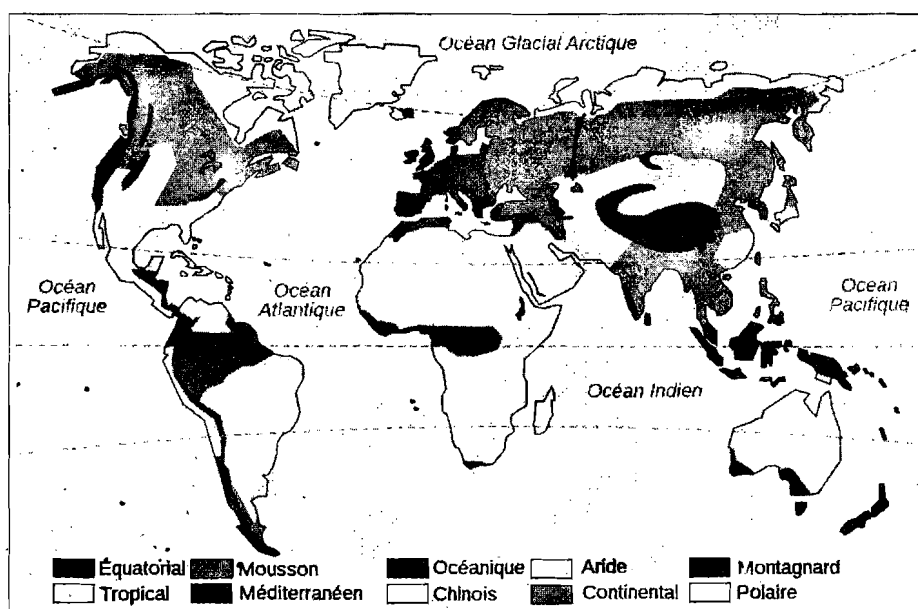 Océan Glacial Arctique
Océan
Pacifique
Océan
Atlantique
Ocean
Pacifique
Océan Indien
Équatorial
Mousson
Océanique
Aride
Montagnard
Tropical
Méditerranéen
Chinois
Continental
Polaire